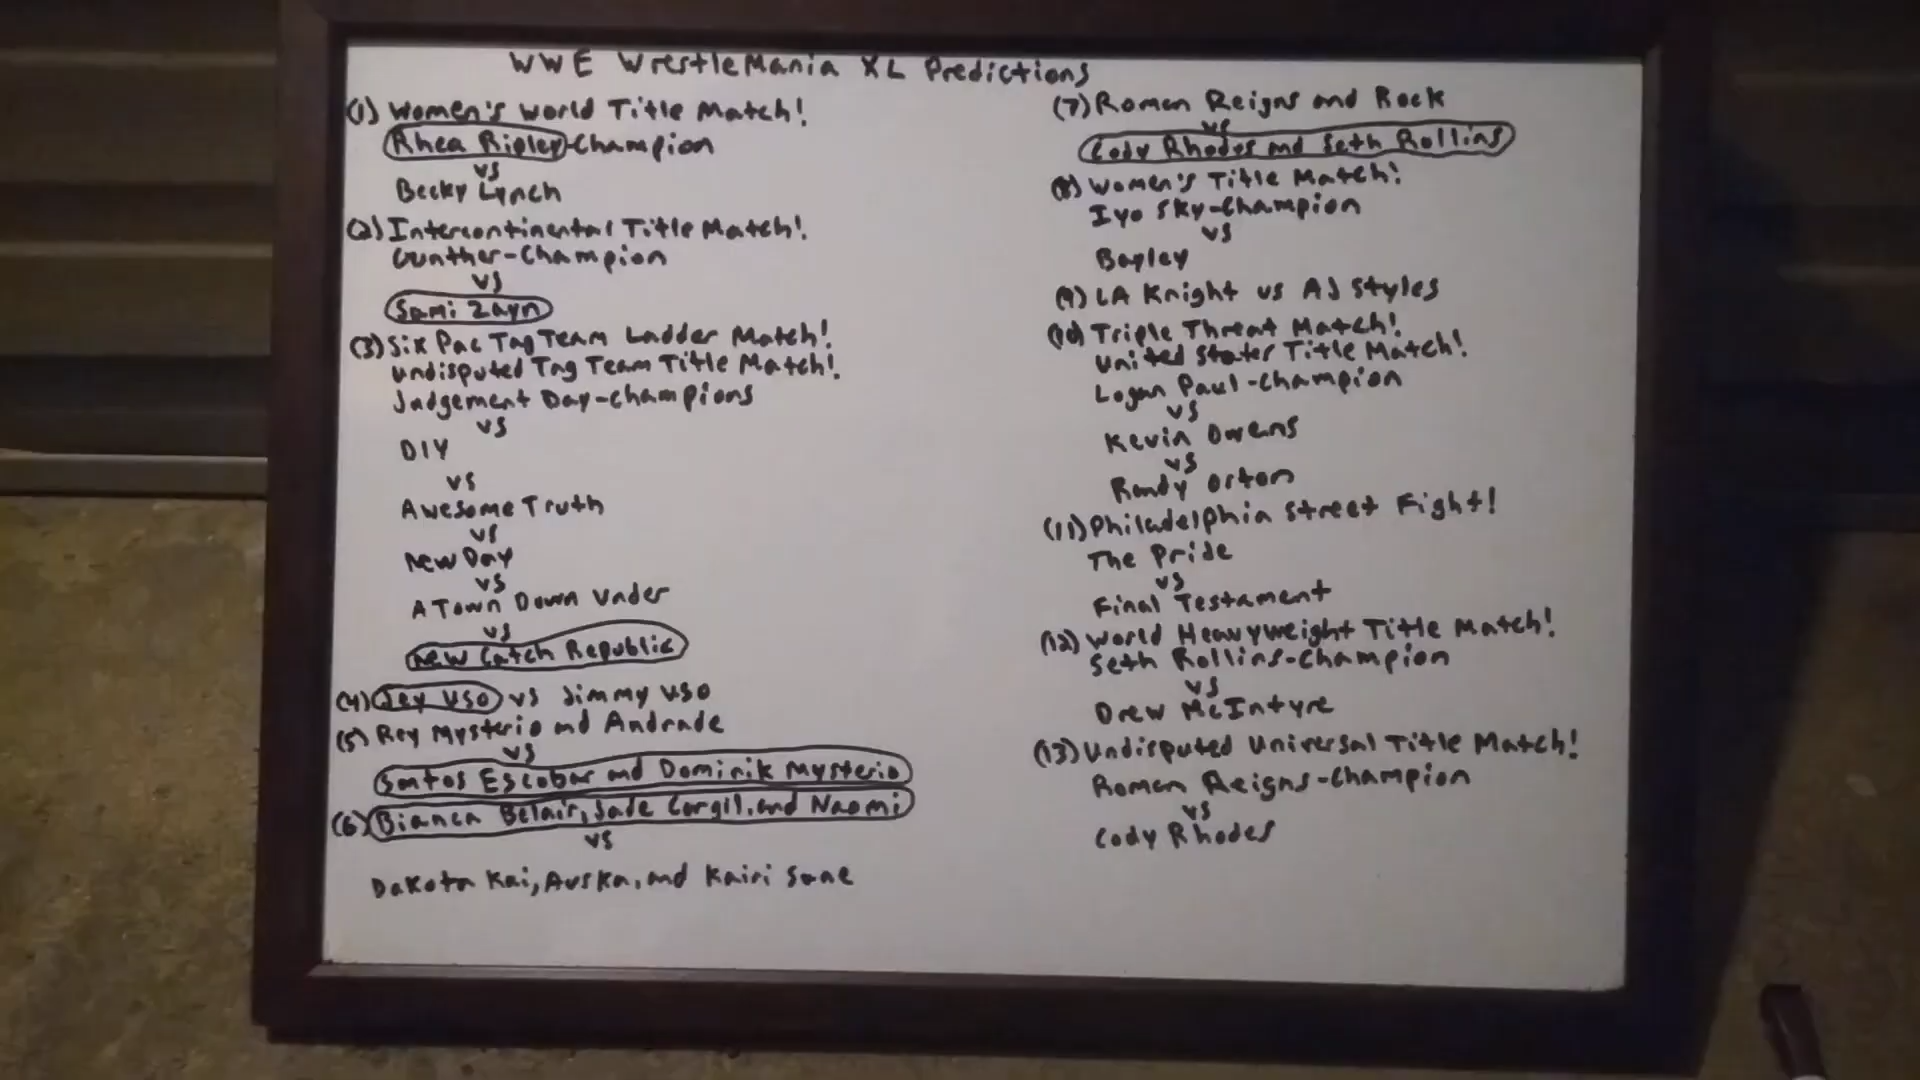 WWE WrestleMania XL Predictions
(1) Women's World Title Match!
Rhea Ripley-Champion
vs
Becky Lynch
(2) Intercontinental Title Match!
Gunther-Champion
vs
Sami Zayn
(3) Six Pac Tag Team Ladder Match!
Undisputed Tag Team Title Match!
Judgement Day-Champions
vs
DIY
vs
Awesome Truth
vs
New Day
vs
A Town Down Under
vs
New Catch Republic
(4) Jey Uso vs Jimmy Uso
(5) Rey Mysterio and Andrade
vs
Santos Escobar and Dominik Mysterio
(6) Bianca Belair, Jade Cargil, and Naomi
vs
Dakota Kai, Auska, and Kairi Sane
(7) Roman Reigns and Rock
vs
Cody Rhodes and Seth Rollins
(8) Women's Title Match!
Iyo Sky-Champion
vs
Bayley
(9) LA Knight vs AJ Styles
(10) Triple Threat Match!
United States Title Match!
Logan Paul-Champion
vs
Kevin Owens
vs
Randy Orton
(11) Philadelphia Street Fight!
The Pride
vs
Final Testament
(12) World Heavyweight Title Match!
Seth Rollins-Champion
vs
Drew McIntyre
(13) Undisputed Universal Title Match!
Roman Reigns-Champion
vs
Cody Rhodes